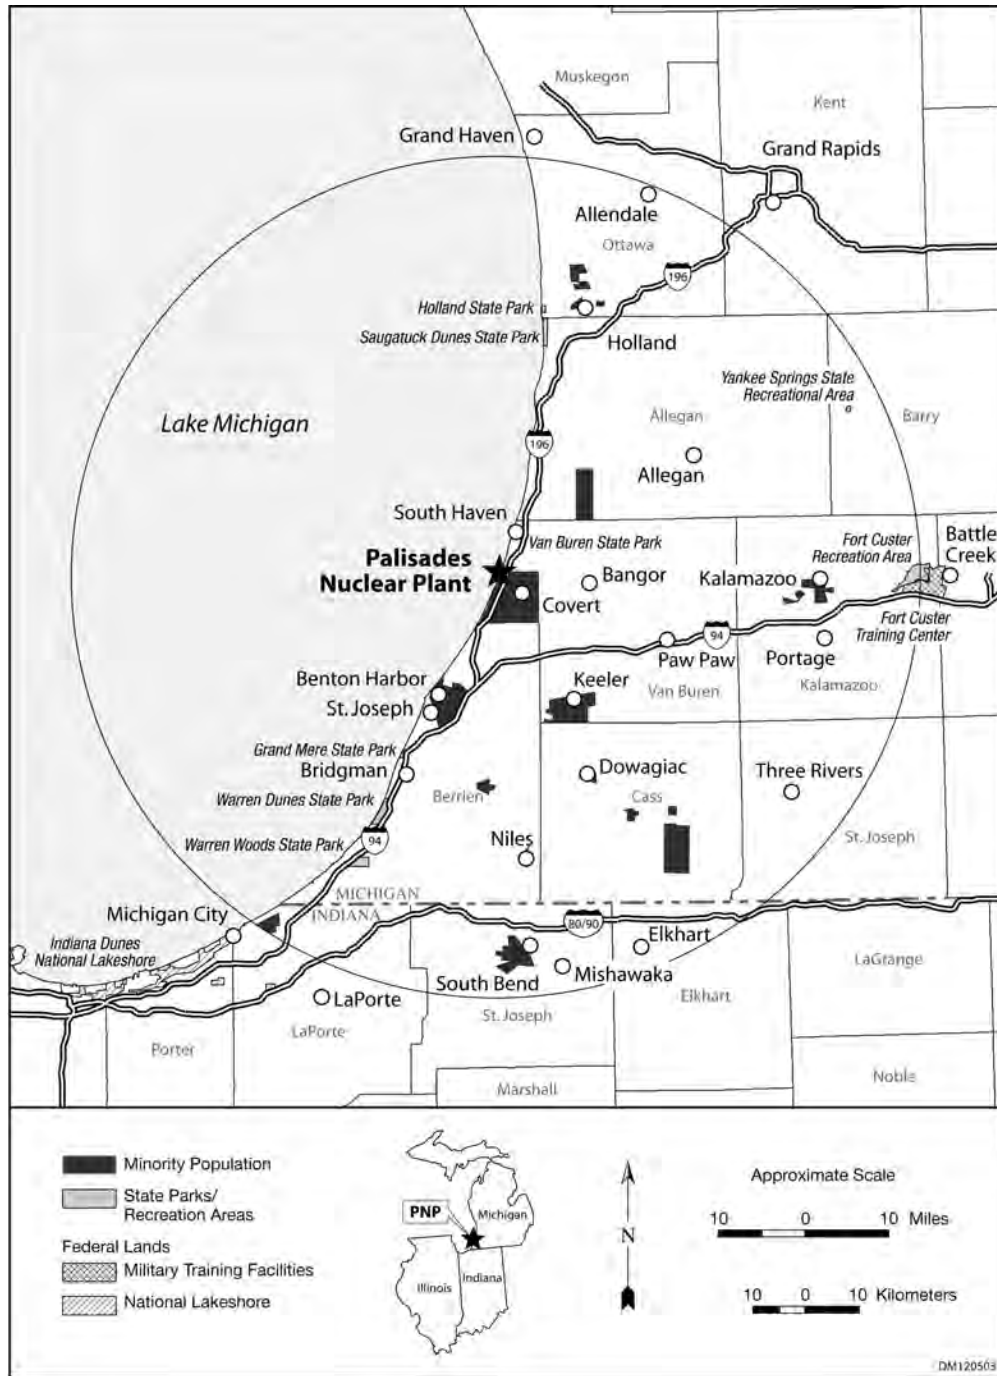 Muskegon
Kent
Grand Haven
Grand Rapids
Allendale
Ottawa
196
Holland State Park
Saugatuck Dunes State Park
Holland
Yankee Springs State
Recreational Area
Lake Michigan
Allegan
Barry
196
Allegan
South Haven
Van Buren State Park
Fort Custer
Recreation Area
Battle
Creek
Palisades
Nuclear Plant
Bangor
Kalamazoo
Covert
Fort Custer
Training Center
94
Paw Paw
Portage
Benton Harbor
Keeler
Van Buren
Kalamazoo
St. Joseph
Grand Mere State Park
Bridgman
Dowagiac
Three Rivers
Warren Dunes State Park
Berrien
Cass
94
Warren Woods State Park
Niles
St. Joseph
MICHIGAN
INDIANA
Michigan City
80/90
Elkhart
Indiana Dunes
National Lakeshore
South Bend
Mishawaka
LaGrange
LaPorte
St. Joseph
Elkhart
LaPorte
Porter
Marshall
Noble
Minority Population
State Parks/
Recreation Areas
Federal Lands
Military Training Facilities
National Lakeshore
PNP
Michigan
Illinois
Indiana
N
Approximate Scale
10 0 10 Miles
10 0 10 Kilometers
DM120503